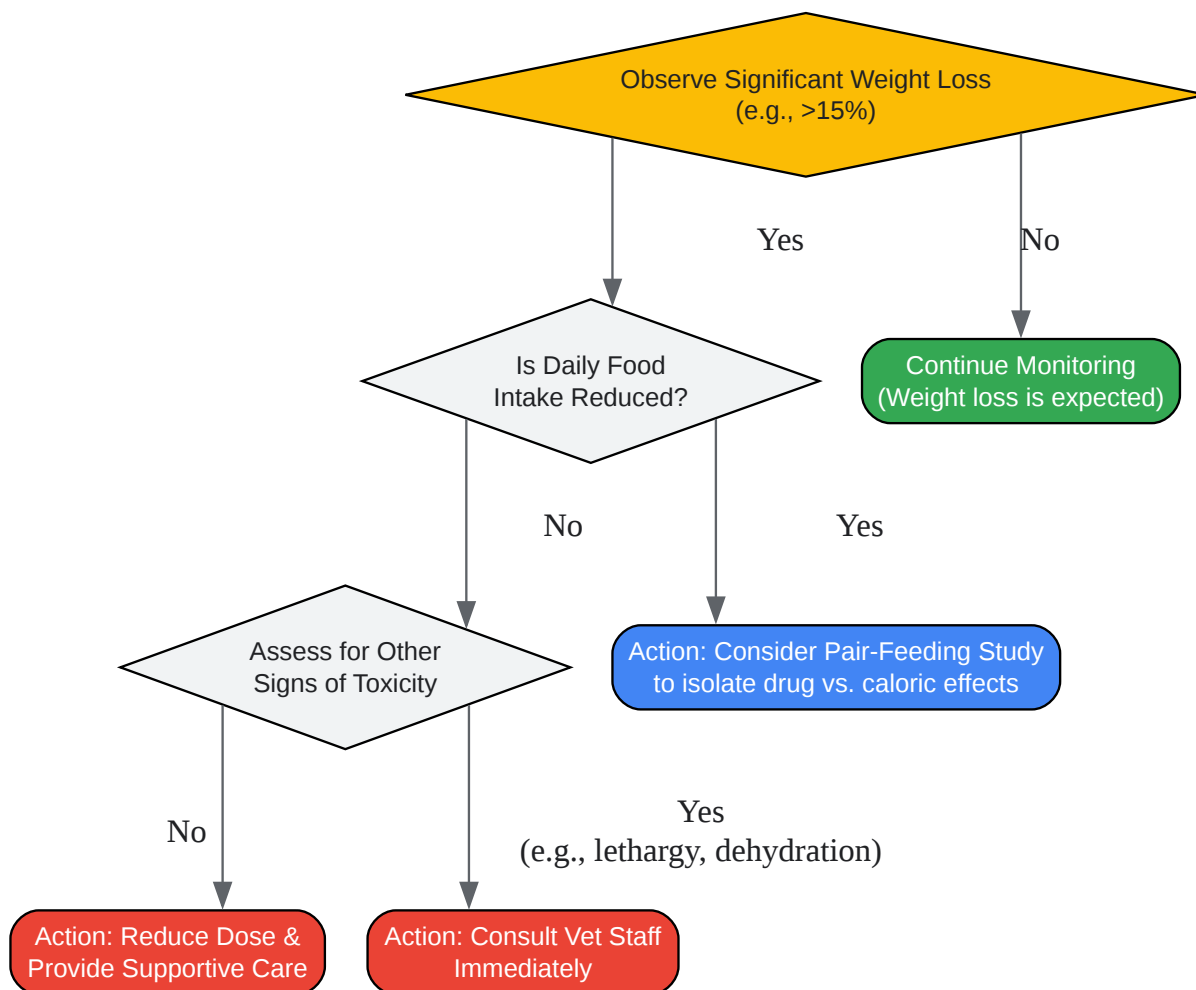 Observe Significant Weight Loss
(e.g., >15%)
Yes
No
Is Daily Food
Intake Reduced?
Continue Monitoring
(Weight loss is expected)
No
Yes
Assess for Other
Signs of Toxicity
Action: Consider Pair-Feeding Study
to isolate drug vs. caloric effects
No
Yes
(e.g., lethargy, dehydration)
Action: Reduce Dose &
Provide Supportive Care
Action: Consult Vet Staff
Immediately